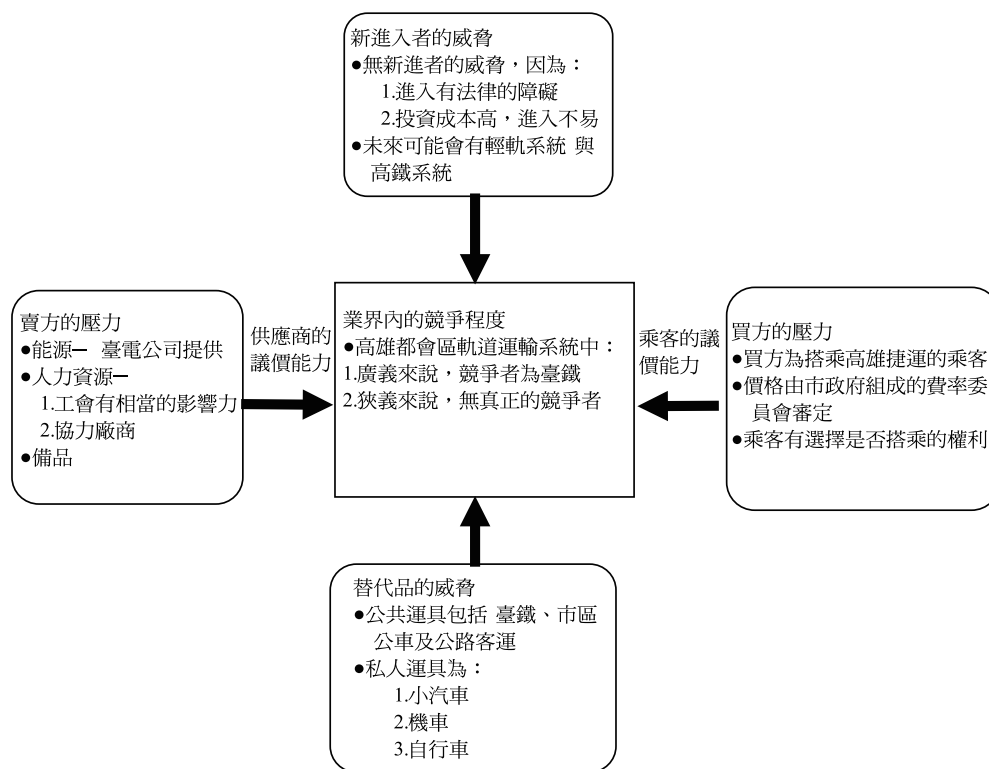 新進入者的威脅
●無新進者的威脅，因為：
1.進入有法律的障礙
2.投資成本高，進入不易
●未來可能會有輕軌系統 與
高鐵系統
賣方的壓力
●能源─ 臺電公司提供
●人力資源─
1.工會有相當的影響力
2.協力廠商
●備品
供應商的
議價能力
業界內的競爭程度
●高雄都會區軌道運輸系統中：
1.廣義來說，競爭者為臺鐵
2.狹義來說，無真正的競爭者
乘客的議
價能力
買方的壓力
●買方為搭乘高雄捷運的乘客
●價格由市政府組成的費率委
員會審定
●乘客有選擇是否搭乘的權利
替代品的威脅
●公共運具包括 臺鐵、市區
公車及公路客運
●私人運具為：
1.小汽車
2.機車
3.自行車